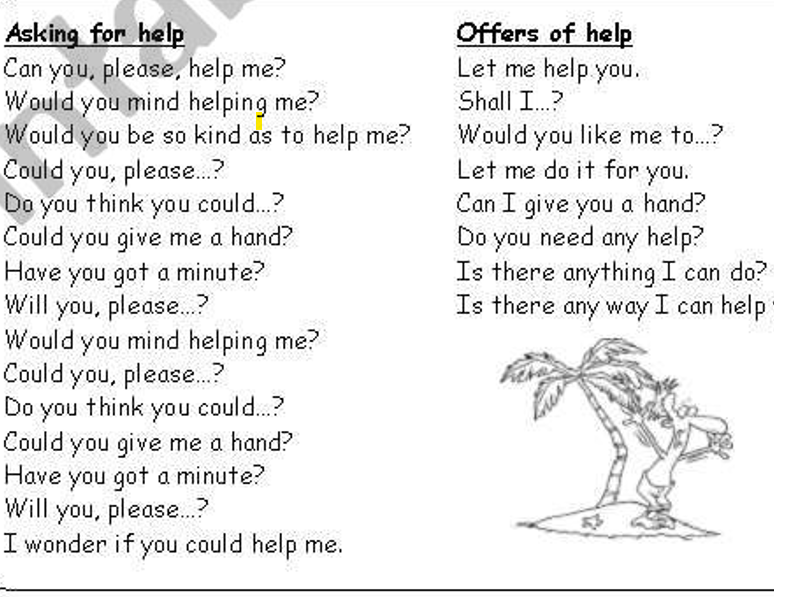 Asking for help
Can you, please, help me?
Would you mind helping me?
Would you be so kind as to help me?
Could you, please...?
Do you think you could...?
Could you give me a hand?
Have you got a minute?
Will you, please...?
Would you mind helping me?
Could you, please...?
Do you think you could...?
Could you give me a hand?
Have you got a minute?
Will you, please...?
I wonder if you could help me.
Offers of help
Let me help you.
Shall I...?
Would you like me to...?
Let me do it for you.
Can I give you a hand?
Do you need any help?
Is there anything I can do?
Is there any way I can help